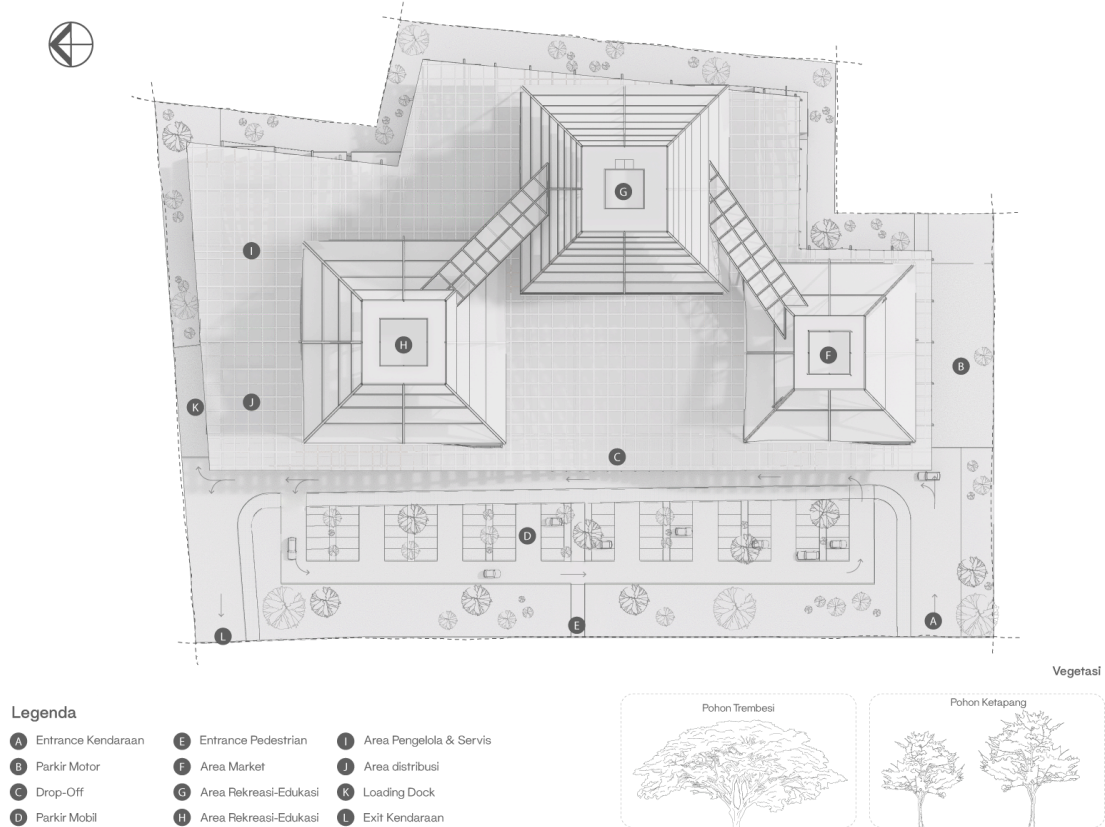 G
I
H
F
B
J
K
C
D
E
A
L
Vegetasi
Legenda
A Entrance Kendaraan
B Parkir Motor
C Drop-Off
D Parkir Mobil
E Entrance Pedestrian
F Area Market
G Area Rekreasi-Edukasi
H Area Rekreasi-Edukasi
I Area Pengelola & Servis
J Area distribusi
K Loading Dock
L Exit Kendaraan
Pohon Trembesi
Pohon Ketapang